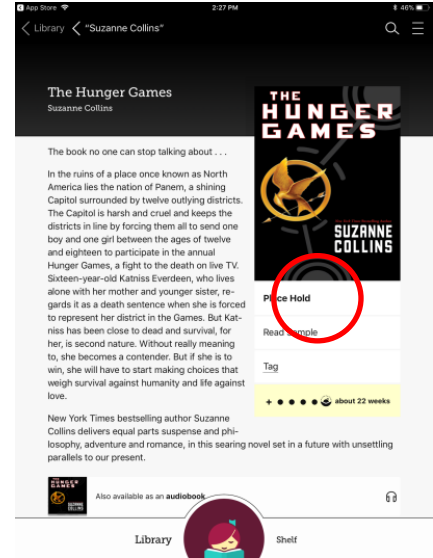 App Store
2:27 PM
46%
Library
"Suzanne Collins"
The Hunger Games
Suzanne Collins
THE
HUNGER
GAMES
SUZANNE
COLLINS
The book no one can stop talking about . . .
In the ruins of a place once known as North
America lies the nation of Panem, a shining
Capitol surrounded by twelve outlying districts.
The Capitol is harsh and cruel and keeps the
districts in line by forcing them all to send one
boy and one girl between the ages of twelve
and eighteen to participate in the annual
Hunger Games, a fight to the death on live TV.
Sixteen-year-old Katniss Everdeen, who lives
alone with her mother and younger sister, re-
gards it as a death sentence when she is forced
to represent her district in the Games. But Kat-
niss has been close to dead and survival, for
her, is second nature. Without really meaning
to, she becomes a contender. But if she is to
win, she will have to start making choices that
weigh survival against humanity and life against
love.
New York Times bestselling author Suzanne
Collins delivers equal parts suspense and phi-
losophy, adventure and romance, in this searing novel set in a future with unsettling
parallels to our present.
Place Hold
Read Sample
Tag
+ about 22 weeks
Also available as an audiobook
Library
Shelf